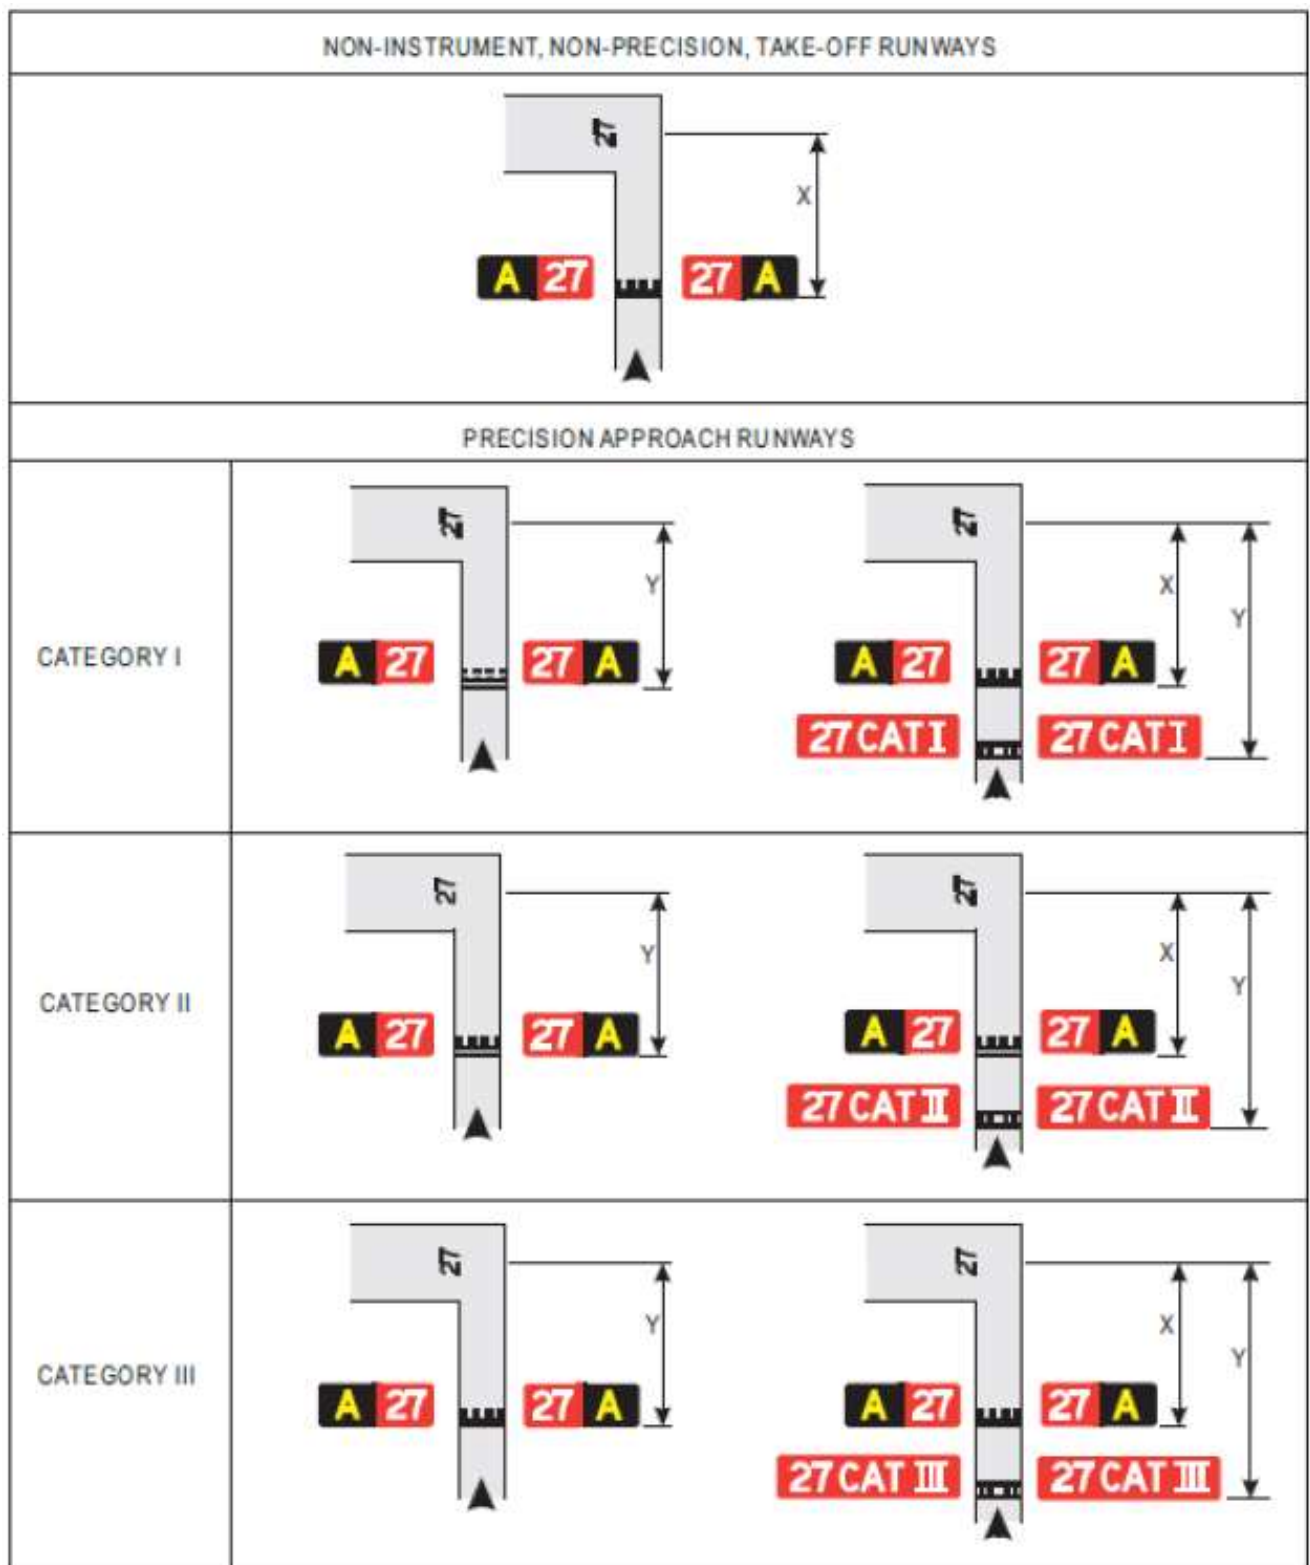 NON-INSTRUMENT, NON-PRECISION, TAKE-OFF RUNWAYS
27
X
A 27 27 A
PRECISION APPROACH RUNWAYS
CATEGORY I
27
Y
A 27 27 A
27
X
Y
A 27 27 A
27 CAT I 27 CAT I
CATEGORY II
27
Y
A 27 27 A
27
X
Y
A 27 27 A
27 CAT II 27 CAT II
CATEGORY III
27
Y
A 27 27 A
27
X
Y
A 27 27 A
27 CAT III 27 CAT III